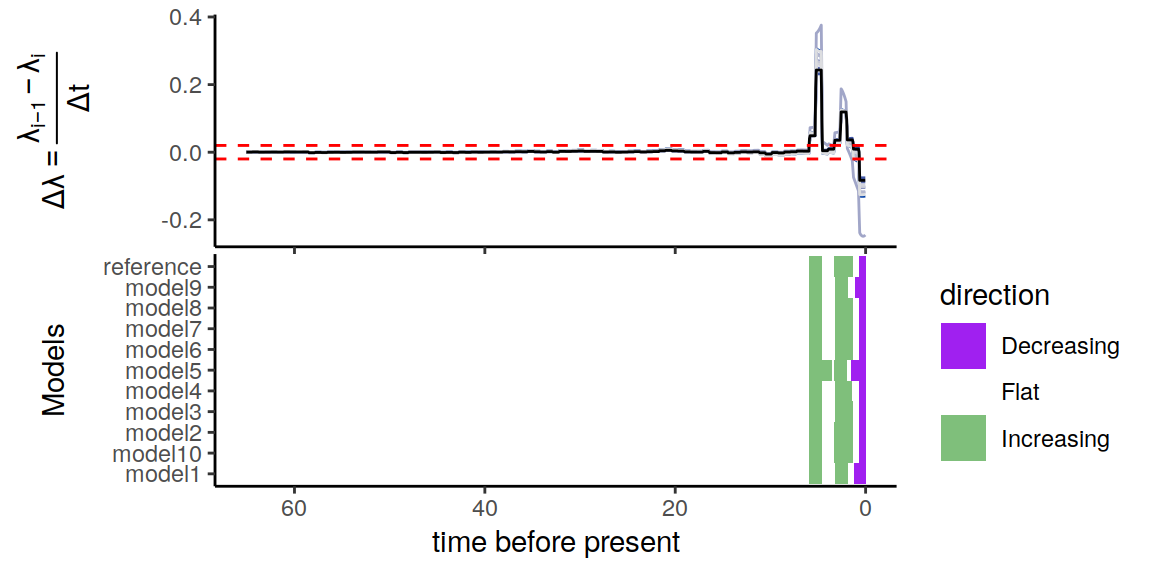 0.4
0.2
0.0
-0.2
Δλ = λi−1 − λi
Δt
reference
model9
model8
model7
model6
model5
model4
model3
model2
model10
model1
Models
60 40 20 0
time before present
direction
Decreasing
Flat
Increasing